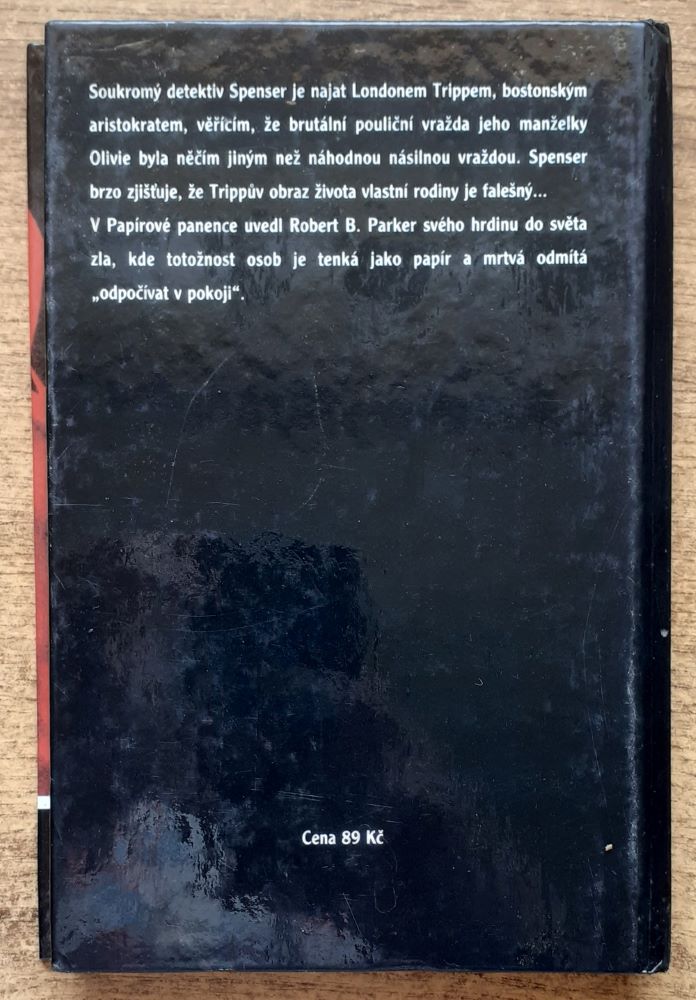 Soukromý detektiv Spenser je najat Londonem Trippem, bostonským
aristokratem, věřícím, že brutální pouliční vražda jeho manželky
Olivie byla něčím jiným než náhodnou násilnou vraždou. Spenser
brzo zjišťuje, že Trippův obraz života vlastní rodiny je falešný...
V Papírové panence uvedl Robert B. Parker svého hrdinu do světa
zla, kde totožnost osob je tenká jako papír a mrtvá odmítá
„odpočívat v pokoji“.
Cena 89 Kč